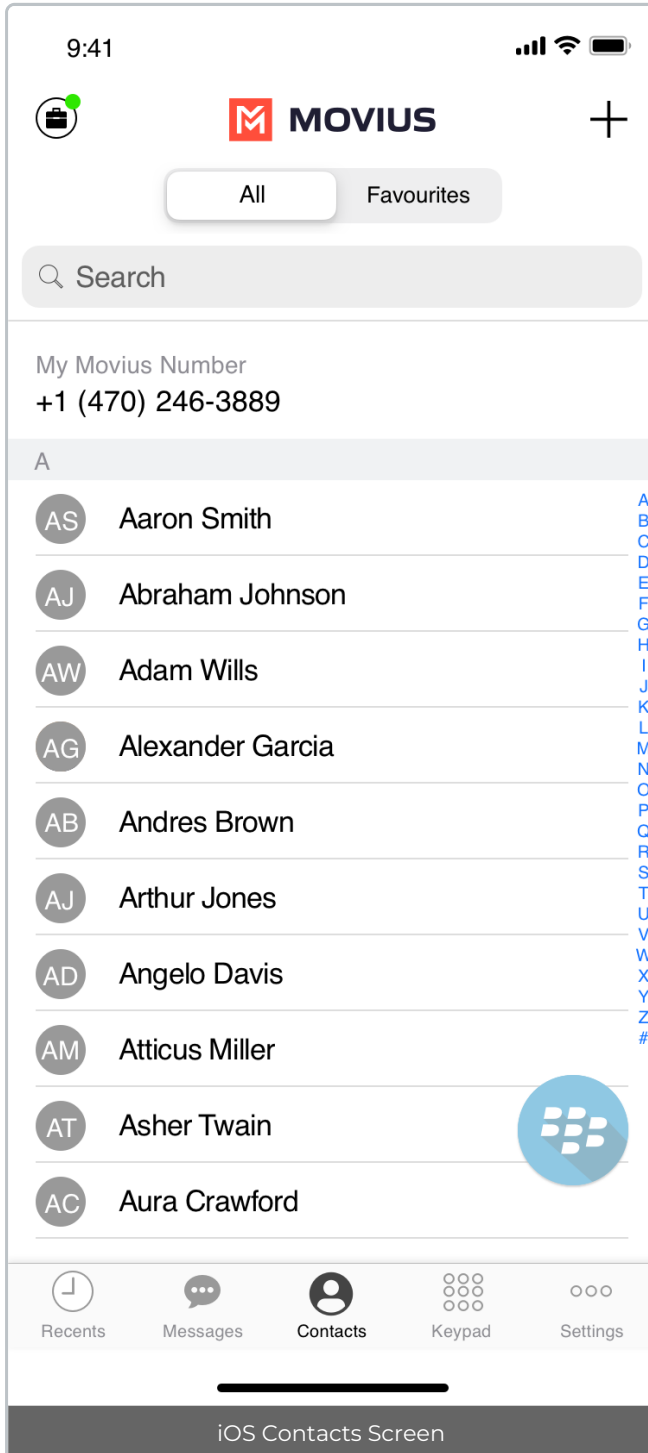 9:41
MOVIUS
All Favourites
Search
My Movius Number
+1 (470) 246-3889
A
AS Aaron Smith
AJ Abraham Johnson
AW Adam Wills
AG Alexander Garcia
AB Andres Brown
AJ Arthur Jones
AD Angelo Davis
AM Atticus Miller
AT Asher Twain
AC Aura Crawford
A
B
C
D
E
F
G
H
I
J
K
L
M
N
O
P
Q
R
S
T
U
V
W
X
Y
Z
#
Recents Messages Contacts Keypad Settings
iOS Contacts Screen